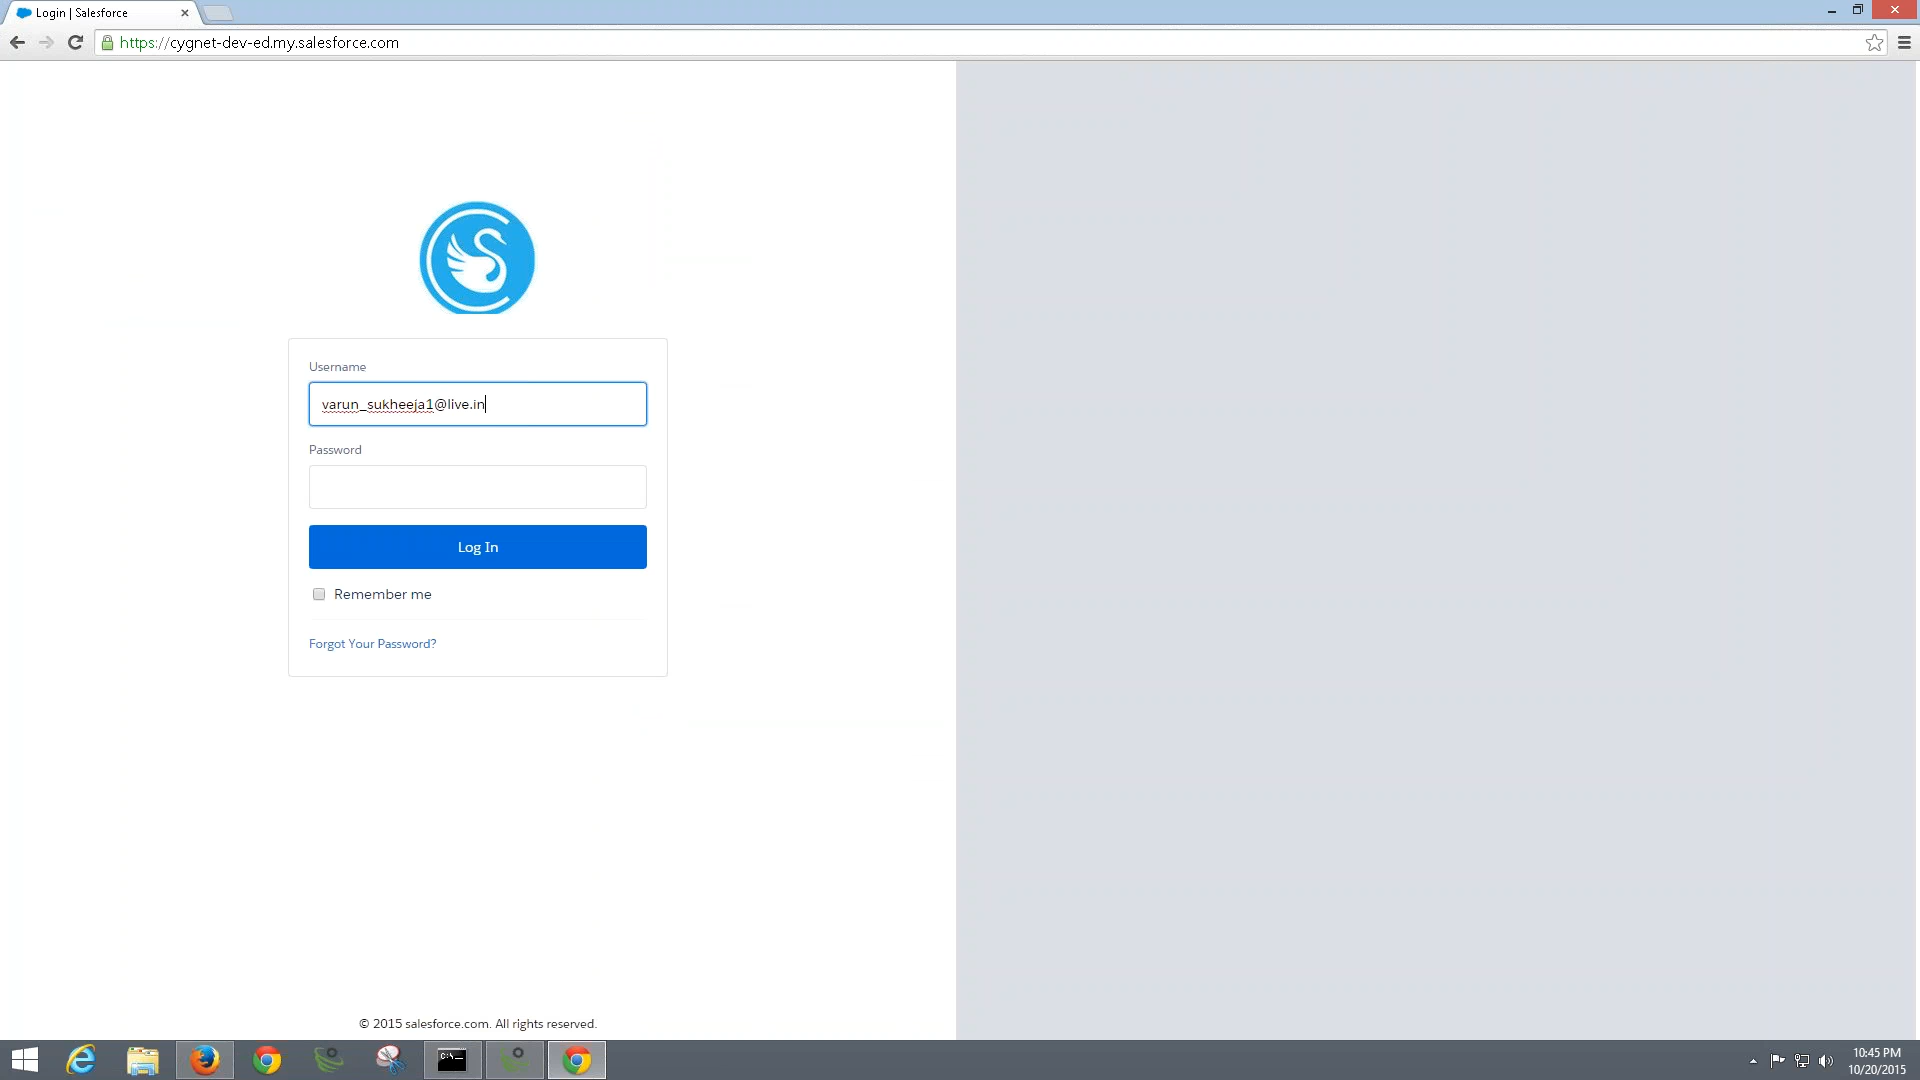 Login | Salesforce
https://cygnet-dev-ed.my.salesforce.com
Username
varun_sukheeja1@live.in
Password
Log In
Remember me
Forgot Your Password?
© 2015 salesforce.com. All rights reserved.
C:\_
10:45 PM
10/20/2015